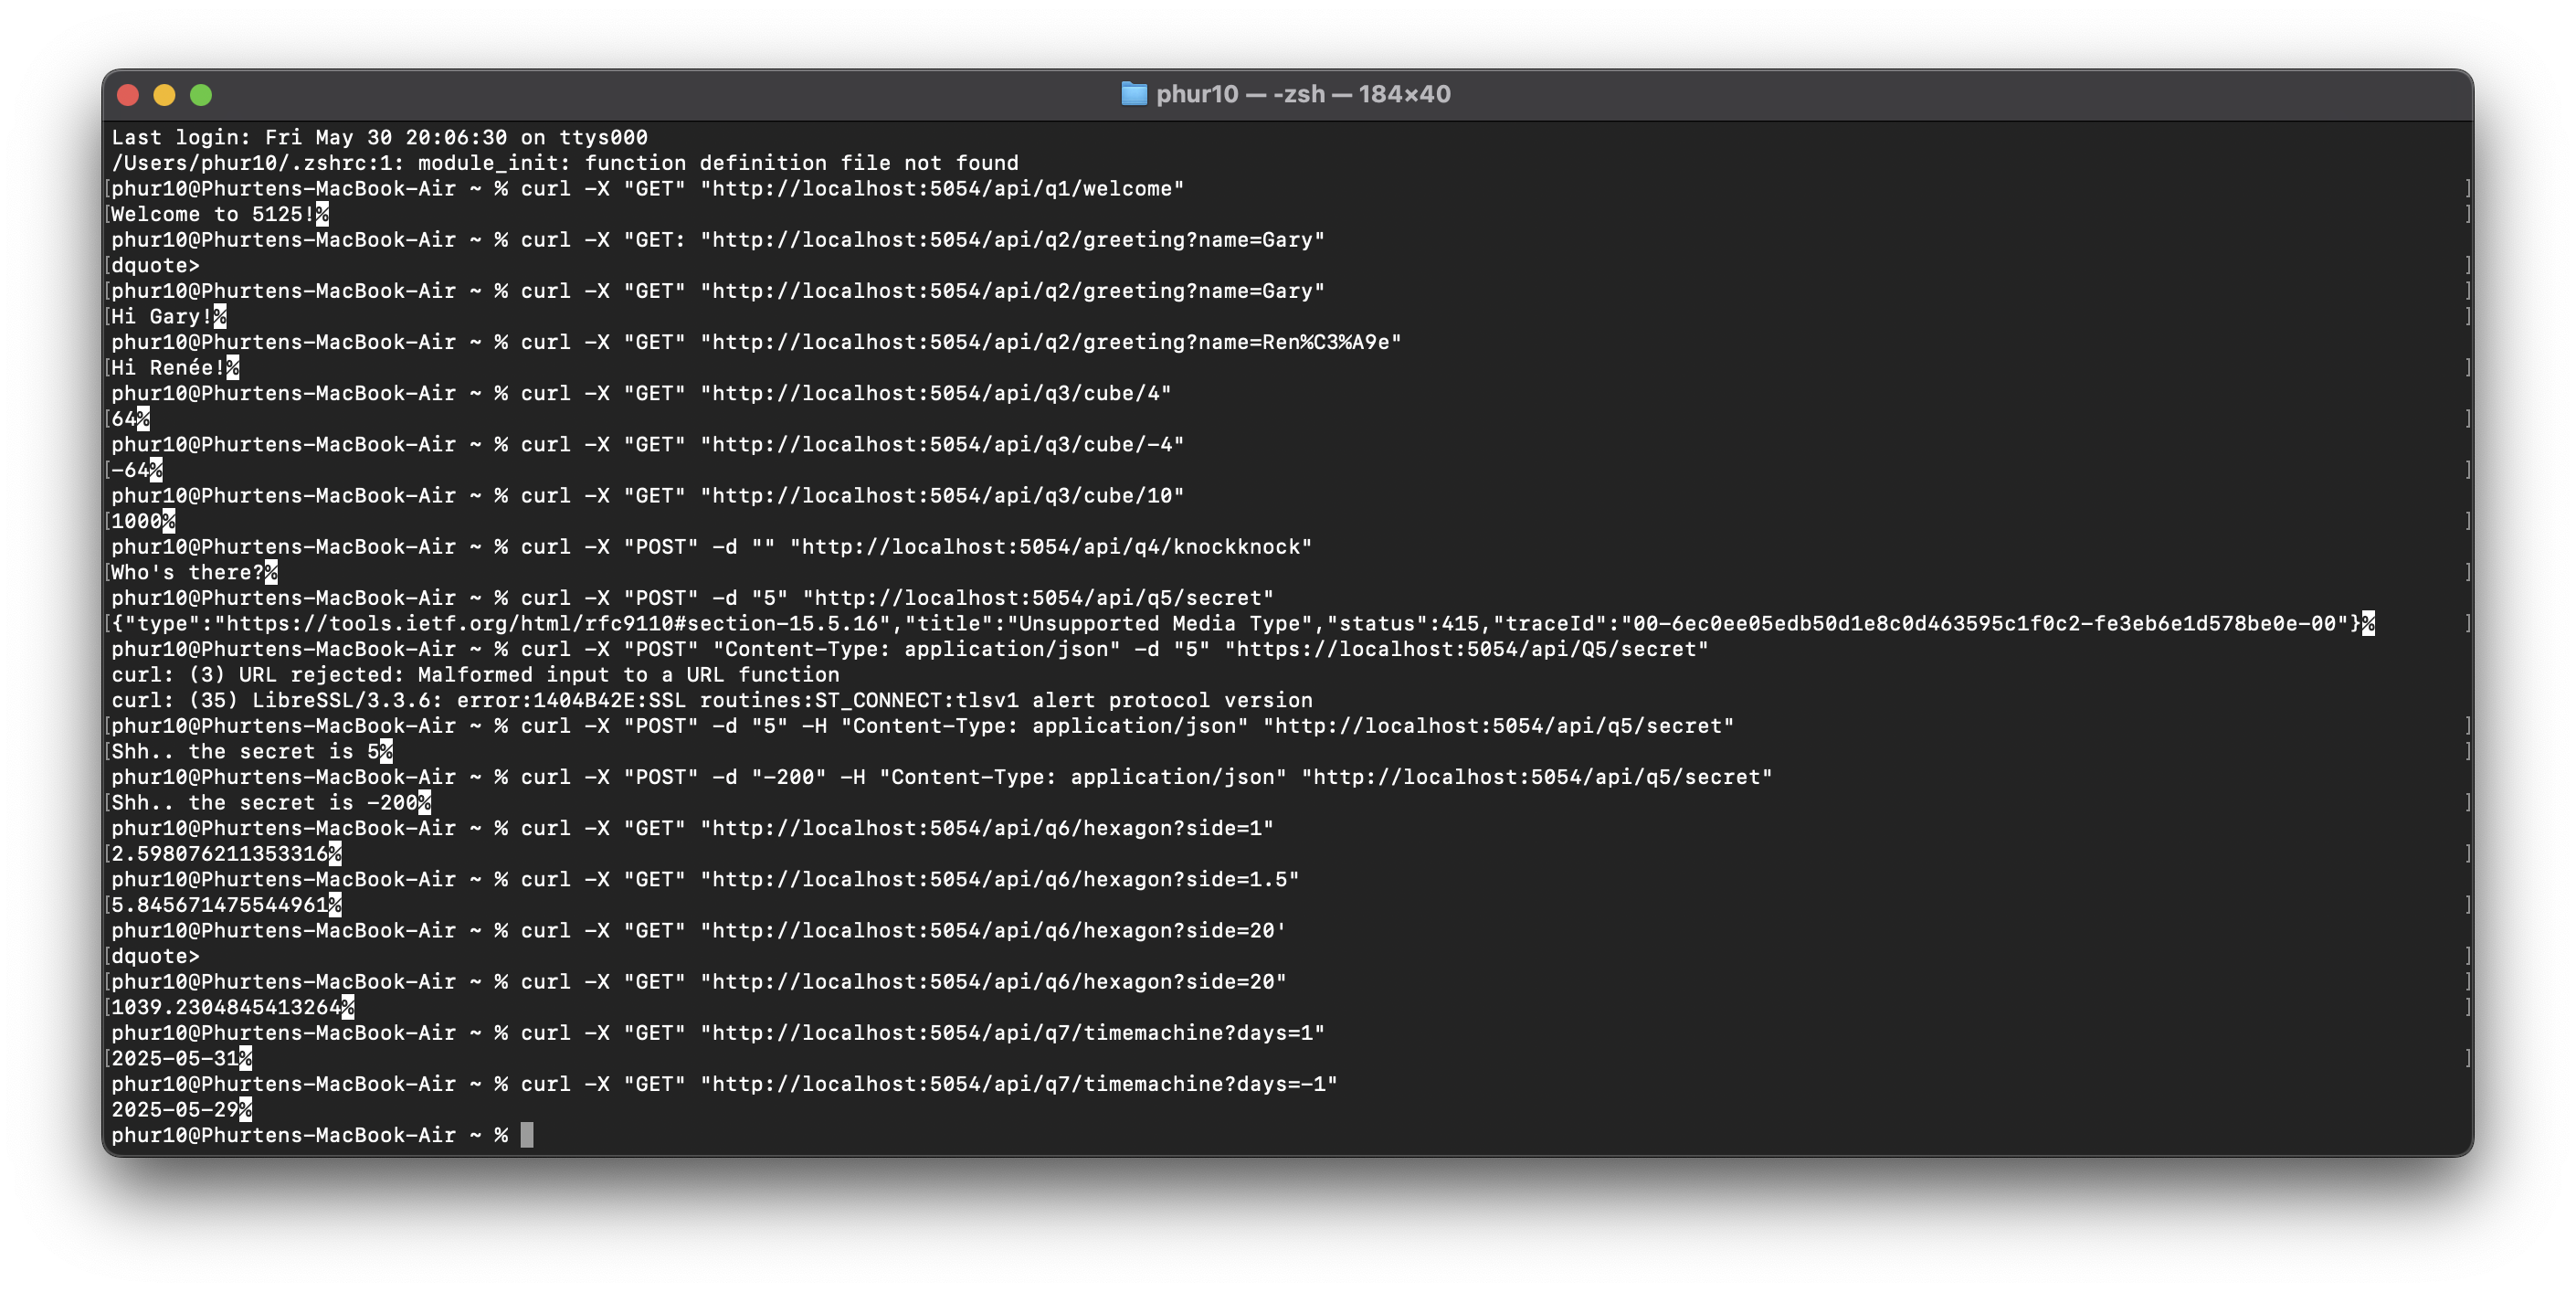 phur10 — -zsh — 184×40
Last login: Fri May 30 20:06:30 on ttys000
/Users/phur10/.zshrc:1: module_init: function definition file not found
[phur10@Phurtens-MacBook-Air ~ % curl -X "GET" "http://localhost:5054/api/q1/welcome" ]
[Welcome to 5125!% ]
phur10@Phurtens-MacBook-Air ~ % curl -X "GET: "http://localhost:5054/api/q2/greeting?name=Gary"
[dquote> ]
[phur10@Phurtens-MacBook-Air ~ % curl -X "GET" "http://localhost:5054/api/q2/greeting?name=Gary" ]
[Hi Gary!% ]
phur10@Phurtens-MacBook-Air ~ % curl -X "GET" "http://localhost:5054/api/q2/greeting?name=Ren%C3%A9e"
[Hi Renée!% ]
phur10@Phurtens-MacBook-Air ~ % curl -X "GET" "http://localhost:5054/api/q3/cube/4"
[64% ]
phur10@Phurtens-MacBook-Air ~ % curl -X "GET" "http://localhost:5054/api/q3/cube/-4"
[-64% ]
phur10@Phurtens-MacBook-Air ~ % curl -X "GET" "http://localhost:5054/api/q3/cube/10"
[1000% ]
phur10@Phurtens-MacBook-Air ~ % curl -X "POST" -d "" "http://localhost:5054/api/q4/knockknock"
[Who's there?% ]
phur10@Phurtens-MacBook-Air ~ % curl -X "POST" -d "5" "http://localhost:5054/api/q5/secret"
[{"type":"https://tools.ietf.org/html/rfc9110#section-15.5.16","title":"Unsupported Media Type","status":415,"traceId":"00-6ec0ee05edb50d1e8c0d463595c1f0c2-fe3eb6e1d578be0e-00"}% ]
phur10@Phurtens-MacBook-Air ~ % curl -X "POST" "Content-Type: application/json" -d "5" "https://localhost:5054/api/Q5/secret"
curl: (3) URL rejected: Malformed input to a URL function
curl: (35) LibreSSL/3.3.6: error:1404B42E:SSL routines:ST_CONNECT:tlsv1 alert protocol version
[phur10@Phurtens-MacBook-Air ~ % curl -X "POST" -d "5" -H "Content-Type: application/json" "http://localhost:5054/api/q5/secret" ]
[Shh.. the secret is 5% ]
phur10@Phurtens-MacBook-Air ~ % curl -X "POST" -d "-200" -H "Content-Type: application/json" "http://localhost:5054/api/q5/secret"
[Shh.. the secret is -200% ]
phur10@Phurtens-MacBook-Air ~ % curl -X "GET" "http://localhost:5054/api/q6/hexagon?side=1"
[2.598076211353316% ]
phur10@Phurtens-MacBook-Air ~ % curl -X "GET" "http://localhost:5054/api/q6/hexagon?side=1.5"
[5.845671475544961% ]
phur10@Phurtens-MacBook-Air ~ % curl -X "GET" "http://localhost:5054/api/q6/hexagon?side=20'
[dquote> ]
[phur10@Phurtens-MacBook-Air ~ % curl -X "GET" "http://localhost:5054/api/q6/hexagon?side=20" ]
[1039.2304845413264% ]
phur10@Phurtens-MacBook-Air ~ % curl -X "GET" "http://localhost:5054/api/q7/timemachine?days=1"
[2025-05-31% ]
phur10@Phurtens-MacBook-Air ~ % curl -X "GET" "http://localhost:5054/api/q7/timemachine?days=-1"
2025-05-29%
phur10@Phurtens-MacBook-Air ~ %